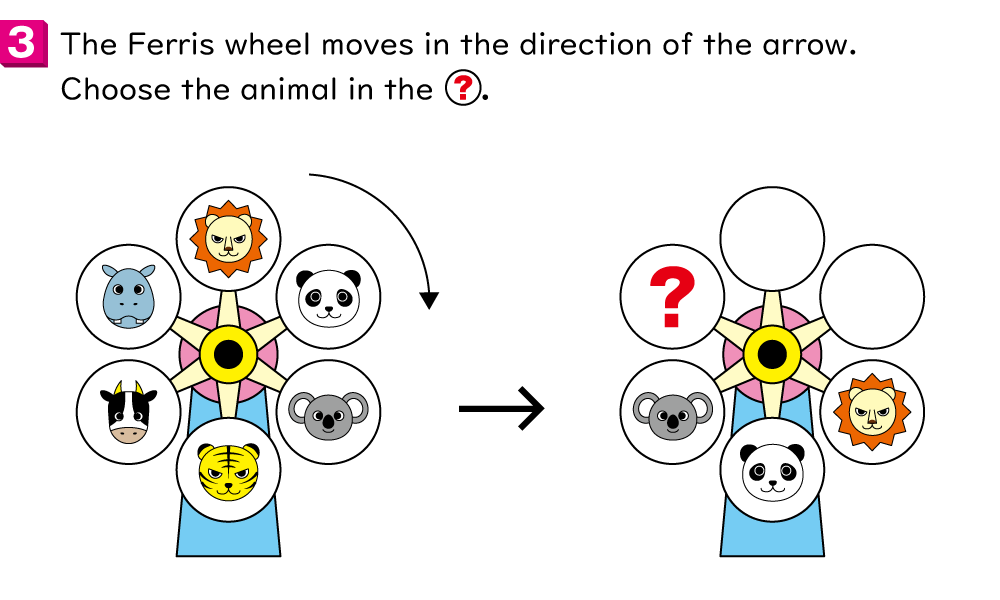 3 The Ferris wheel moves in the direction of the arrow.
Choose the animal in the ?.
?